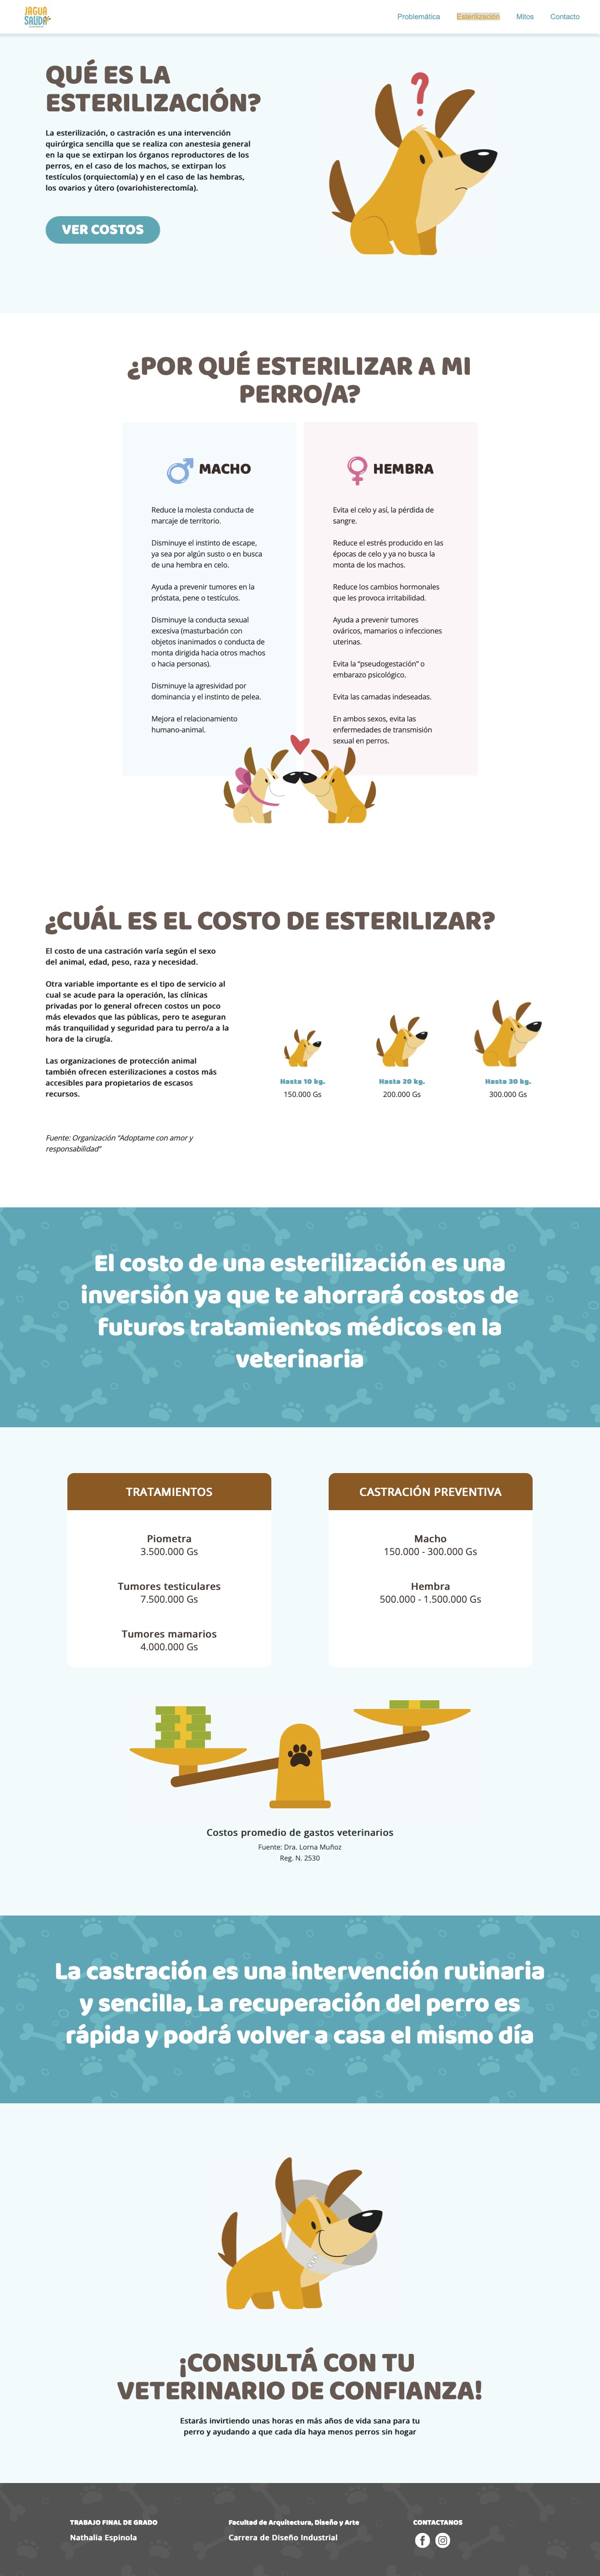 JAGUA
SAUDA
Problemática
Esterilización
Mitos
Contacto
QUÉ ES LA
ESTERILIZACIÓN?
La esterilización, o castración es una intervención
quirúrgica sencilla que se realiza con anestesia general
en la que se extirpan los órganos reproductores de los
perros, en el caso de los machos, se extirpan los
testículos (orquiectomía) y en el caso de las hembras,
los ovarios y útero (ovariohisterectomía).
VER COSTOS
¿POR QUÉ ESTERILIZAR A MI
PERRO/A?
MACHO
Reduce la molesta conducta de
marcaje de territorio.
Disminuye el instinto de escape,
ya sea por algún susto o en busca
de una hembra en celo.
Ayuda a prevenir tumores en la
próstata, pene o testículos.
Disminuye la conducta sexual
excesiva (masturbación con
objetos inanimados o conducta de
monta dirigida hacia otros machos
o hacia personas).
Disminuye la agresividad por
dominancia y el instinto de pelea.
Mejora el relacionamiento
humano-animal.
HEMBRA
Evita el celo y así, la pérdida de
sangre.
Reduce el estrés producido en las
épocas de celo y ya no busca la
monta de los machos.
Reduce los cambios hormonales
que les provoca irritabilidad.
Ayuda a prevenir tumores
ováricos, mamarios o infecciones
uterinas.
Evita la “pseudogestación” o
embarazo psicológico.
Evita las camadas indeseadas.
En ambos sexos, evita las
enfermedades de transmisión
sexual en perros.
¿CUÁL ES EL COSTO DE ESTERILIZAR?
El costo de una castración varía según el sexo
del animal, edad, peso, raza y necesidad.
Otra variable importante es el tipo de servicio al
cual se acude para la operación, las clínicas
privadas por lo general ofrecen costos un poco
más elevados que las públicas, pero te aseguran
más tranquilidad y seguridad para tu perro/a a la
hora de la cirugía.
Las organizaciones de protección animal
también ofrecen esterilizaciones a costos más
accesibles para propietarios de escasos
recursos.
Fuente: Organización “Adoptame con amor y
responsabilidad”
Hasta 10 kg.
150.000 Gs
Hasta 20 kg.
200.000 Gs
Hasta 30 kg.
300.000 Gs
El costo de una esterilización es una
inversión ya que te ahorrará costos de
futuros tratamientos médicos en la
veterinaria
TRATAMIENTOS
Piometra
3.500.000 Gs
Tumores testiculares
7.500.000 Gs
Tumores mamarios
4.000.000 Gs
CASTRACIÓN PREVENTIVA
Macho
150.000 - 300.000 Gs
Hembra
500.000 - 1.500.000 Gs
Costos promedio de gastos veterinarios
Fuente: Dra. Lorna Muñoz
Reg. N. 2530
La castración es una intervención rutinaria
y sencilla, La recuperación del perro es
rápida y podrá volver a casa el mismo día
¡CONSULTÁ CON TU
VETERINARIO DE CONFIANZA!
Estarás invirtiendo unas horas en más años de vida sana para tu
perro y ayudando a que cada día haya menos perros sin hogar
TRABAJO FINAL DE GRADO
Nathalia Espinola
Facultad de Arquitectura, Diseño y Arte
Carrera de Diseño Industrial
CONTACTANOS